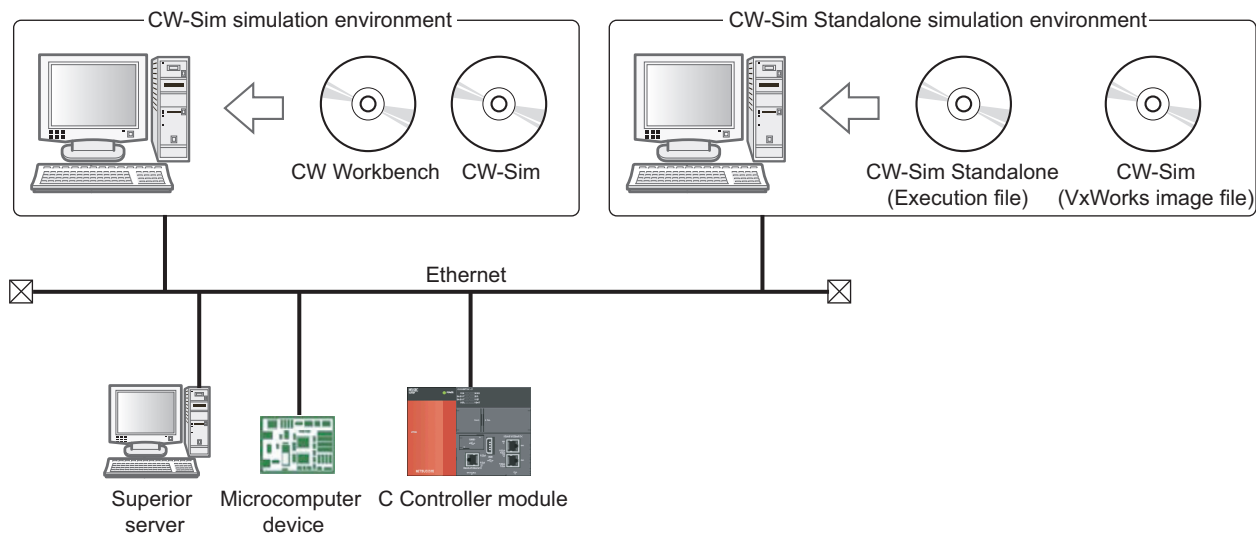 CW-Sim simulation environment
CW-Sim Standalone simulation environment
CW Workbench
CW-Sim
CW-Sim Standalone
(Execution file)
CW-Sim
(VxWorks image file)
Ethernet
Superior
server
Microcomputer
device
C Controller module